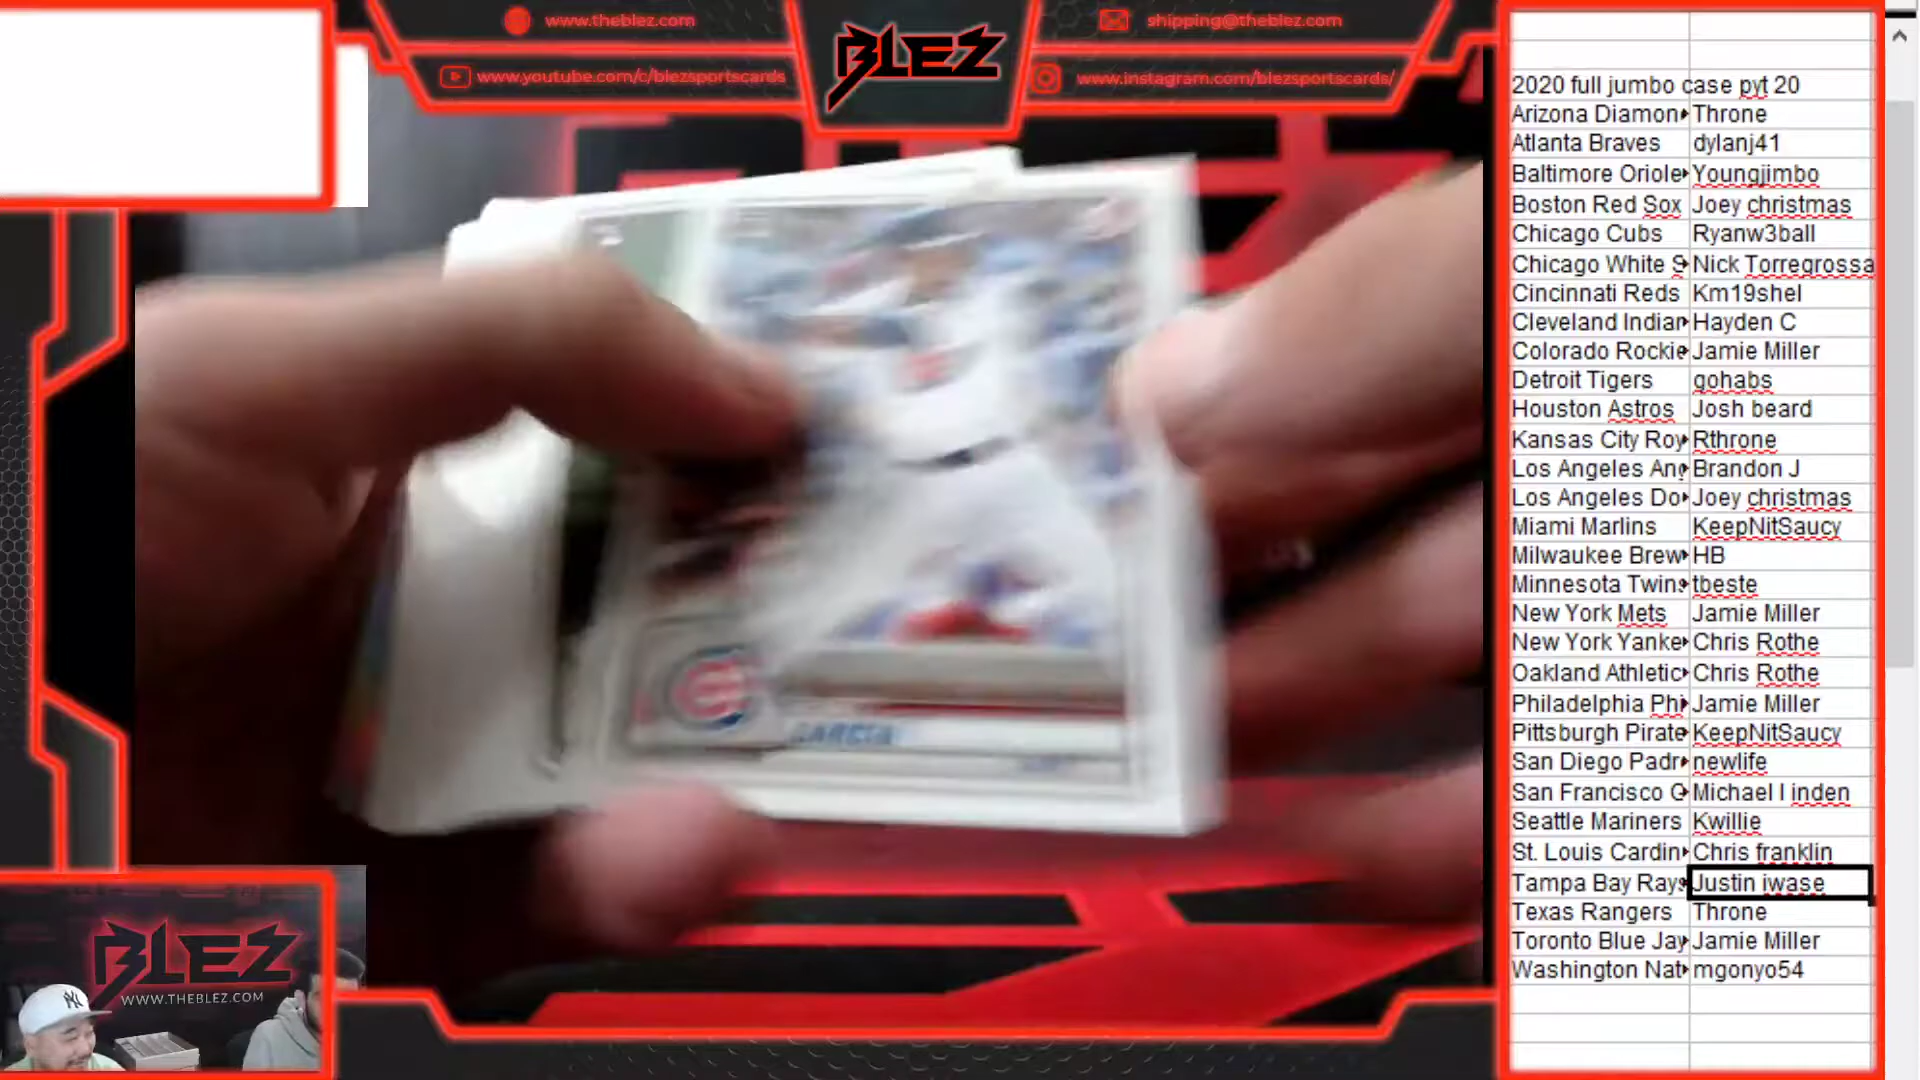 www.theblez.com
BLEZ
shipping@theblez.com
www.youtube.com/c/blezsportscards
www.instagram.com/blezsportscards/
2020 full jumbo case pyt 20
Arizona Diamon Throne
Atlanta Braves dylanj41
Baltimore Oriole Youngjimbo
Boston Red Sox Joey christmas
Chicago Cubs Ryanw3ball
Chicago White S Nick Torregrossa
Cincinnati Reds Km19shel
Cleveland Indian Hayden C
Colorado Rockie Jamie Miller
Detroit Tigers gohabs
Houston Astros Josh beard
Kansas City Roy Rthrone
Los Angeles Ang Brandon J
Los Angeles Do Joey christmas
Miami Marlins KeepNitSaucy
Milwaukee Brew HB
Minnesota Twins tbeste
New York Mets Jamie Miller
New York Yanke Chris Rothe
Oakland Athletic Chris Rothe
Philadelphia Phi Jamie Miller
Pittsburgh Pirate KeepNitSaucy
San Diego Padr newlife
San Francisco G Michael l inden
Seattle Mariners Kwillie
St. Louis Cardin Chris franklin
Tampa Bay Rays Justin iwase
Texas Rangers Throne
Toronto Blue Jay Jamie Miller
Washington Nat mgonyo54
GARCIA
BLEZ
WWW.THEBLEZ.COM
NY